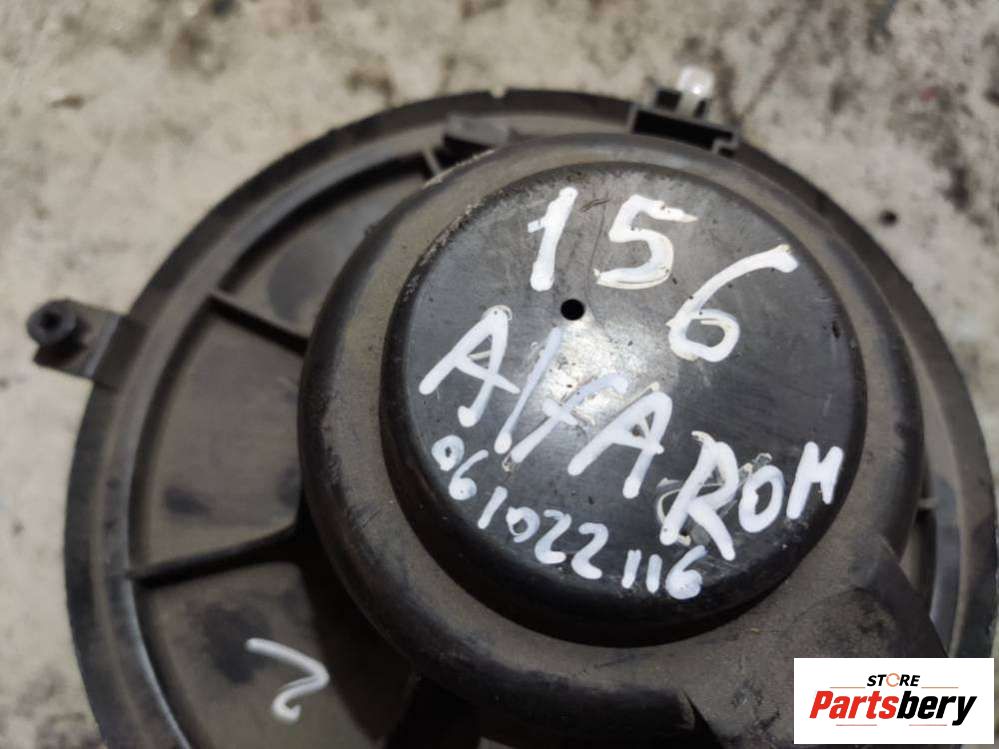 156
AlfA ROM
061022116
2
STORE
Partsbery